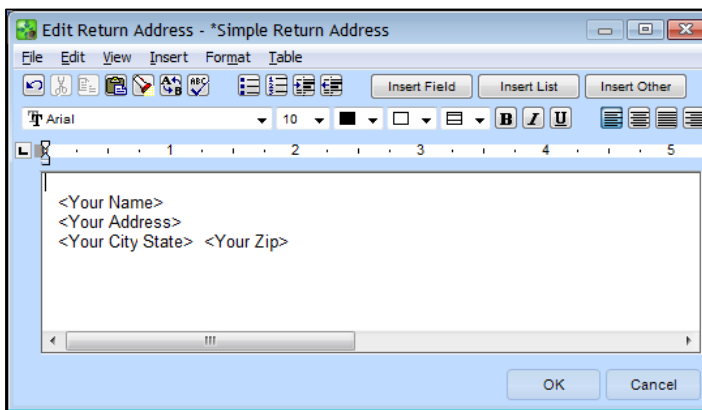 Edit Return Address - *Simple Return Address
File Edit View Insert Format Table
Insert Field Insert List Insert Other
Arial 10 B I U
1 2 3 4 5
<Your Name>
<Your Address>
<Your City State> <Your Zip>
OK Cancel